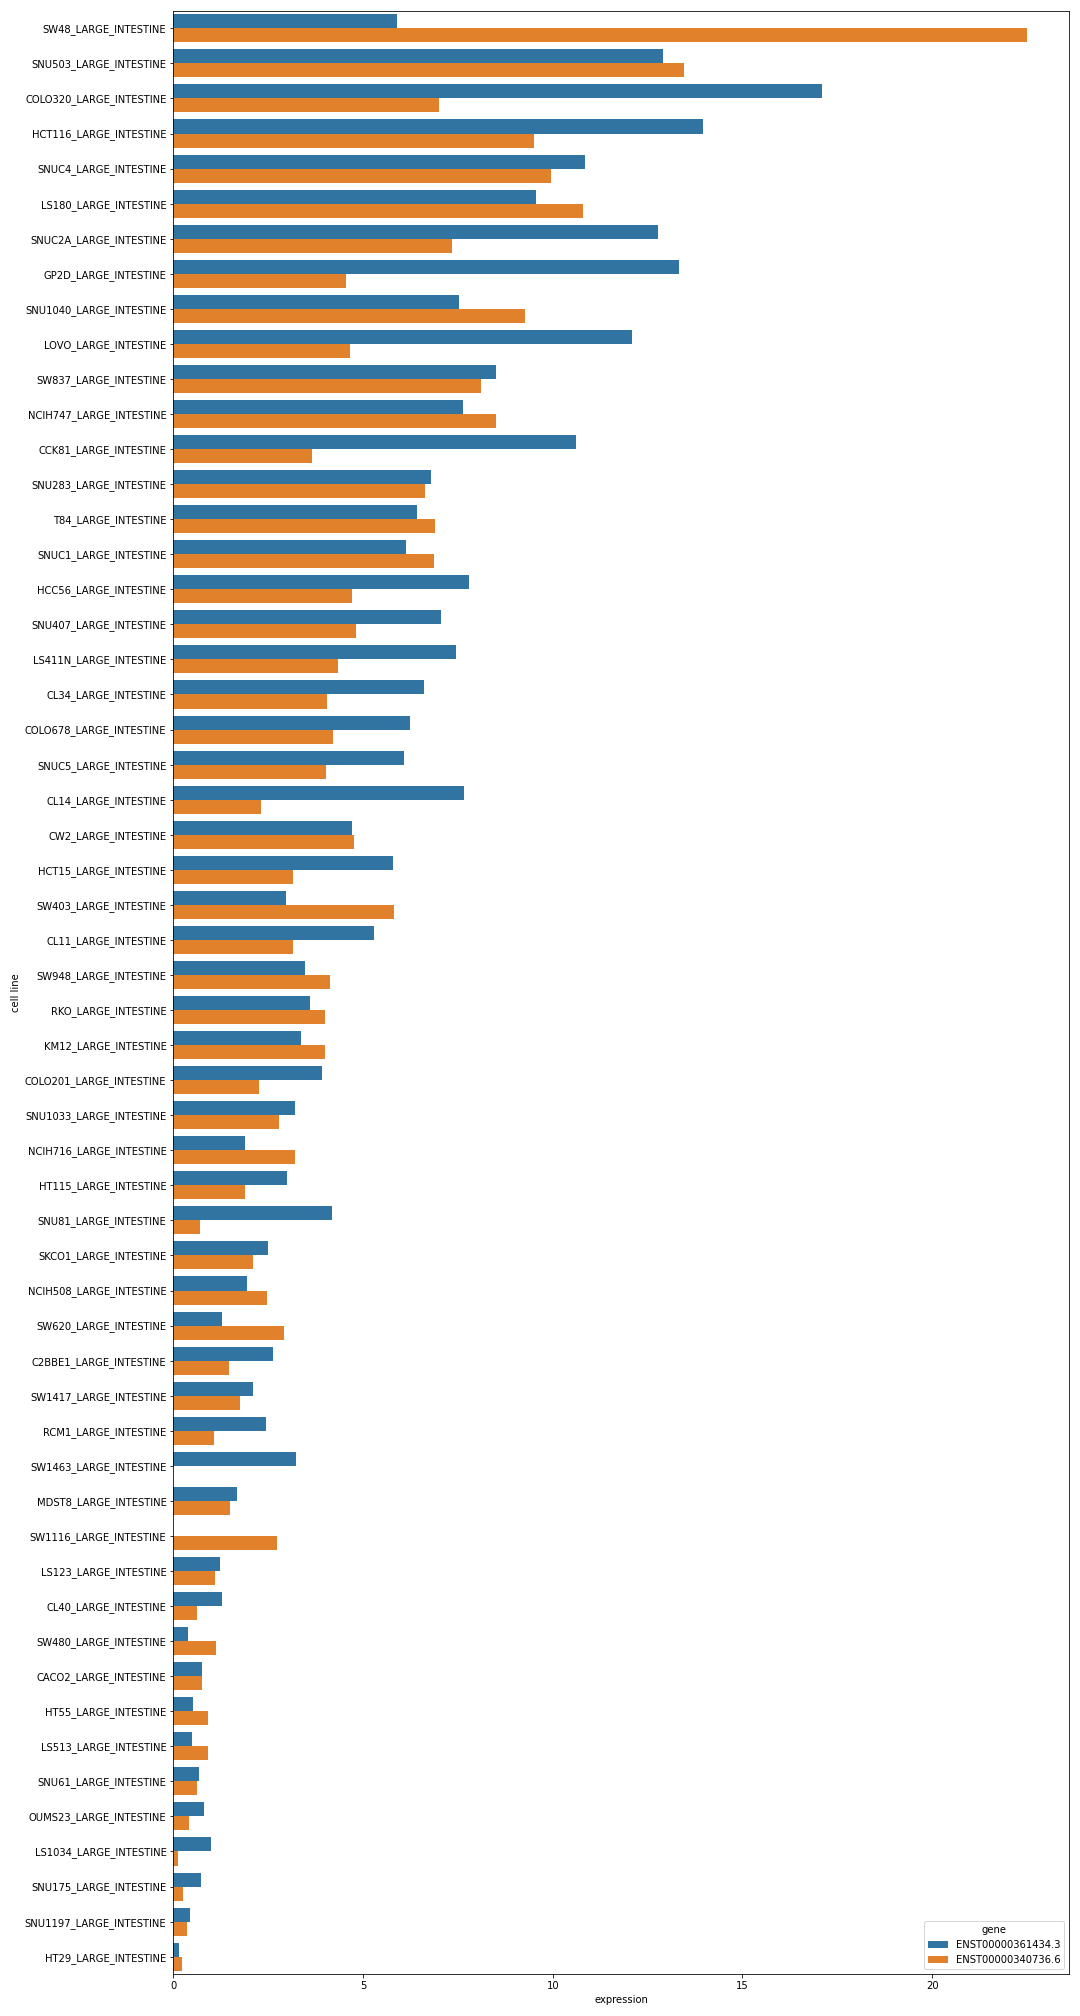 SW48_LARGE_INTESTINE
SNU503_LARGE_INTESTINE
COLO320_LARGE_INTESTINE
HCT116_LARGE_INTESTINE
SNUC4_LARGE_INTESTINE
LS180_LARGE_INTESTINE
SNUC2A_LARGE_INTESTINE
GP2D_LARGE_INTESTINE
SNU1040_LARGE_INTESTINE
LOVO_LARGE_INTESTINE
SW837_LARGE_INTESTINE
NCIH747_LARGE_INTESTINE
CCK81_LARGE_INTESTINE
SNU283_LARGE_INTESTINE
T84_LARGE_INTESTINE
SNUC1_LARGE_INTESTINE
HCC56_LARGE_INTESTINE
SNU407_LARGE_INTESTINE
LS411N_LARGE_INTESTINE
CL34_LARGE_INTESTINE
COLO678_LARGE_INTESTINE
SNUC5_LARGE_INTESTINE
CL14_LARGE_INTESTINE
CW2_LARGE_INTESTINE
HCT15_LARGE_INTESTINE
SW403_LARGE_INTESTINE
CL11_LARGE_INTESTINE
SW948_LARGE_INTESTINE
cell line
RKO_LARGE_INTESTINE
KM12_LARGE_INTESTINE
COLO201_LARGE_INTESTINE
SNU1033_LARGE_INTESTINE
NCIH716_LARGE_INTESTINE
HT115_LARGE_INTESTINE
SNU81_LARGE_INTESTINE
SKCO1_LARGE_INTESTINE
NCIH508_LARGE_INTESTINE
SW620_LARGE_INTESTINE
C2BBE1_LARGE_INTESTINE
SW1417_LARGE_INTESTINE
RCM1_LARGE_INTESTINE
SW1463_LARGE_INTESTINE
MDST8_LARGE_INTESTINE
SW1116_LARGE_INTESTINE
LS123_LARGE_INTESTINE
CL40_LARGE_INTESTINE
SW480_LARGE_INTESTINE
CACO2_LARGE_INTESTINE
HT55_LARGE_INTESTINE
LS513_LARGE_INTESTINE
SNU61_LARGE_INTESTINE
OUMS23_LARGE_INTESTINE
LS1034_LARGE_INTESTINE
SNU175_LARGE_INTESTINE
SNU1197_LARGE_INTESTINE
HT29_LARGE_INTESTINE
gene
ENST00000361434.3
ENST00000340736.6
0 5 10 15 20
expression